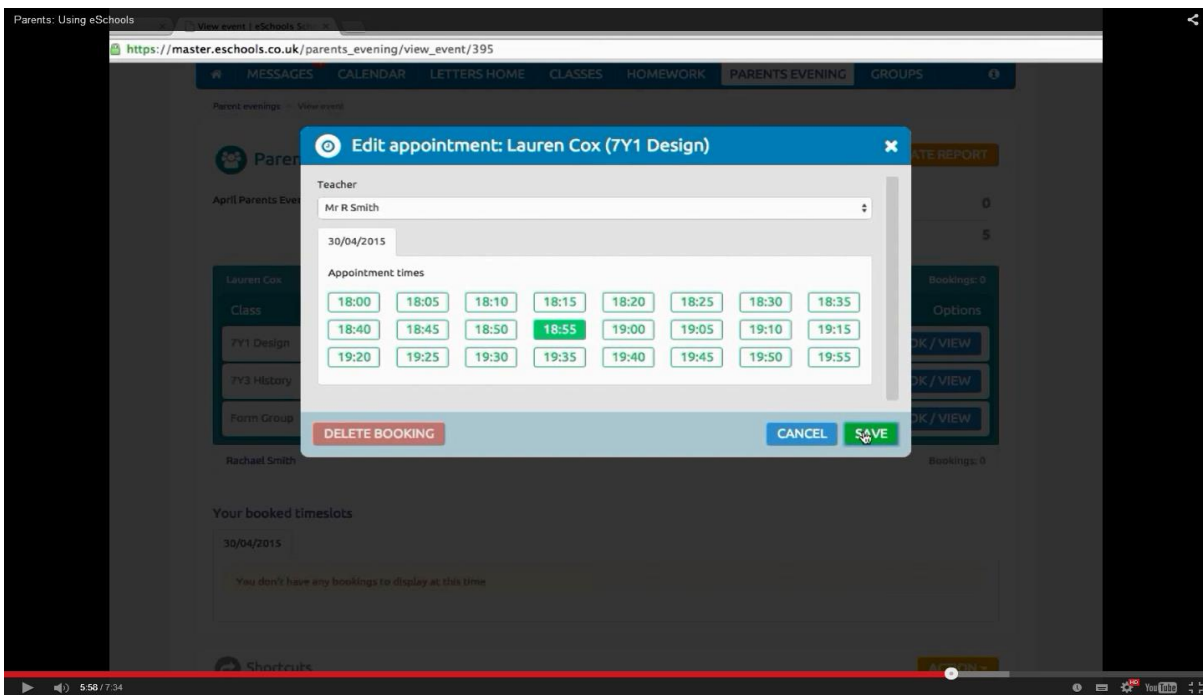 Parents: Using eSchools
View event | eSchools
https://master.eschools.co.uk/parents_evening/view_event/395
MESSAGES CALENDAR LETTERS HOME CLASSES HOMEWORK PARENTS EVENING GROUPS
Parent evenings View event
Edit appointment: Lauren Cox (7Y1 Design)
Paren
ATE REPORT
Teacher
April Parents Eve
Mr R Smith
0
5
30/04/2015
Lauren Cox
Appointment times
Bookings: 0
18:00 18:05 18:10 18:15 18:20 18:25 18:30 18:35
Class
Options
18:40 18:45 18:50 18:55 19:00 19:05 19:10 19:15
7Y1 Design
OK / VIEW
19:20 19:25 19:30 19:35 19:40 19:45 19:50 19:55
7Y3 History
OK / VIEW
Form Group
OK / VIEW
DELETE BOOKING CANCEL SAVE
Rachael Smith Bookings: 0
Your booked timeslots
30/04/2015
You don't have any bookings to display at this time
Shortcuts
ACTION
5:58 / 7:34
HD
YouTube